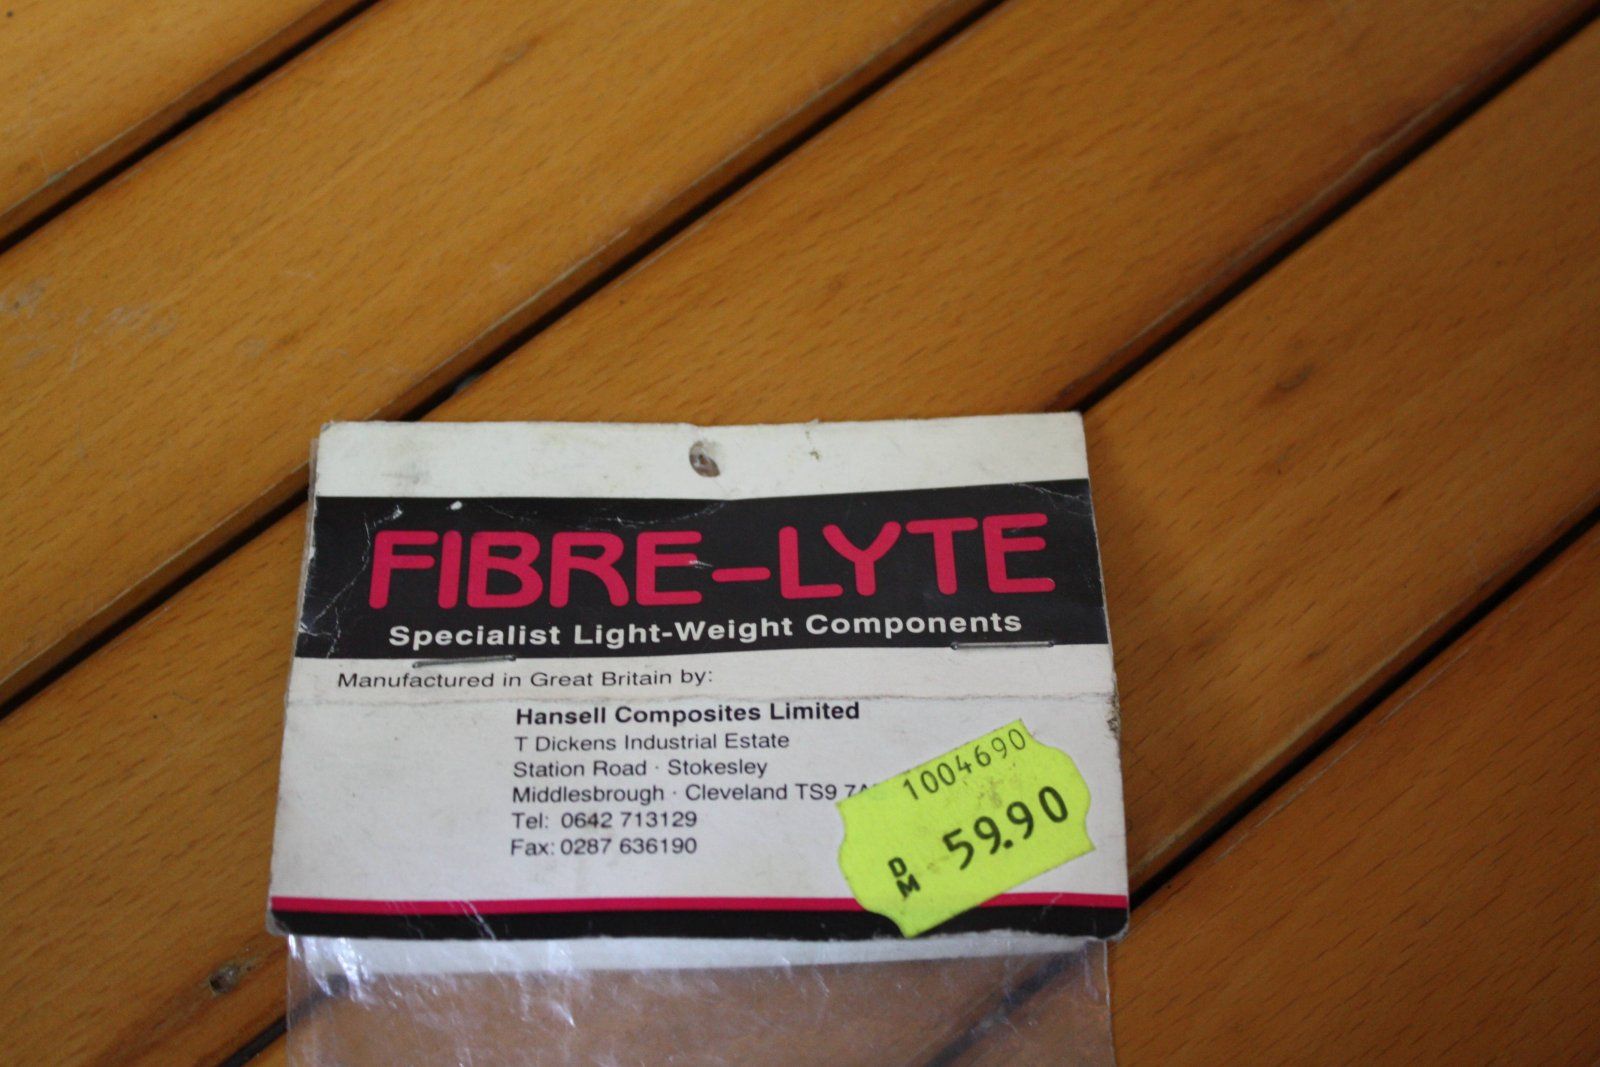 FIBRE-LYTE
Specialist Light-Weight Components
Manufactured in Great Britain by:
Hansell Composites Limited
T Dickens Industrial Estate
Station Road · Stokesley
Middlesbrough · Cleveland TS9
Tel: 0642 713129
Fax: 0287 636190
1004690
DM 59.90